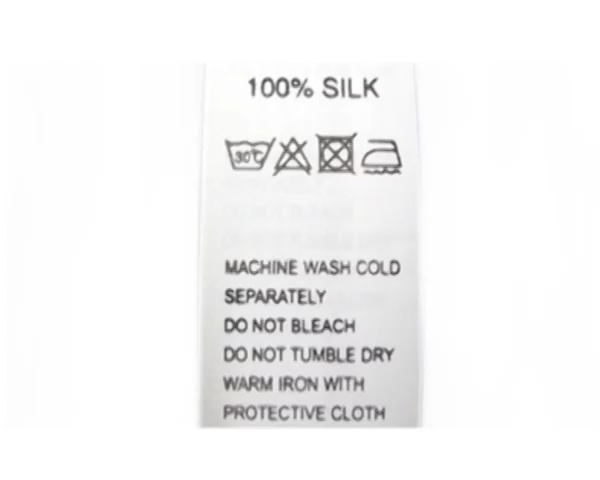 100% SILK
30°C
MACHINE WASH COLD
SEPARATELY
DO NOT BLEACH
DO NOT TUMBLE DRY
WARM IRON WITH
PROTECTIVE CLOTH